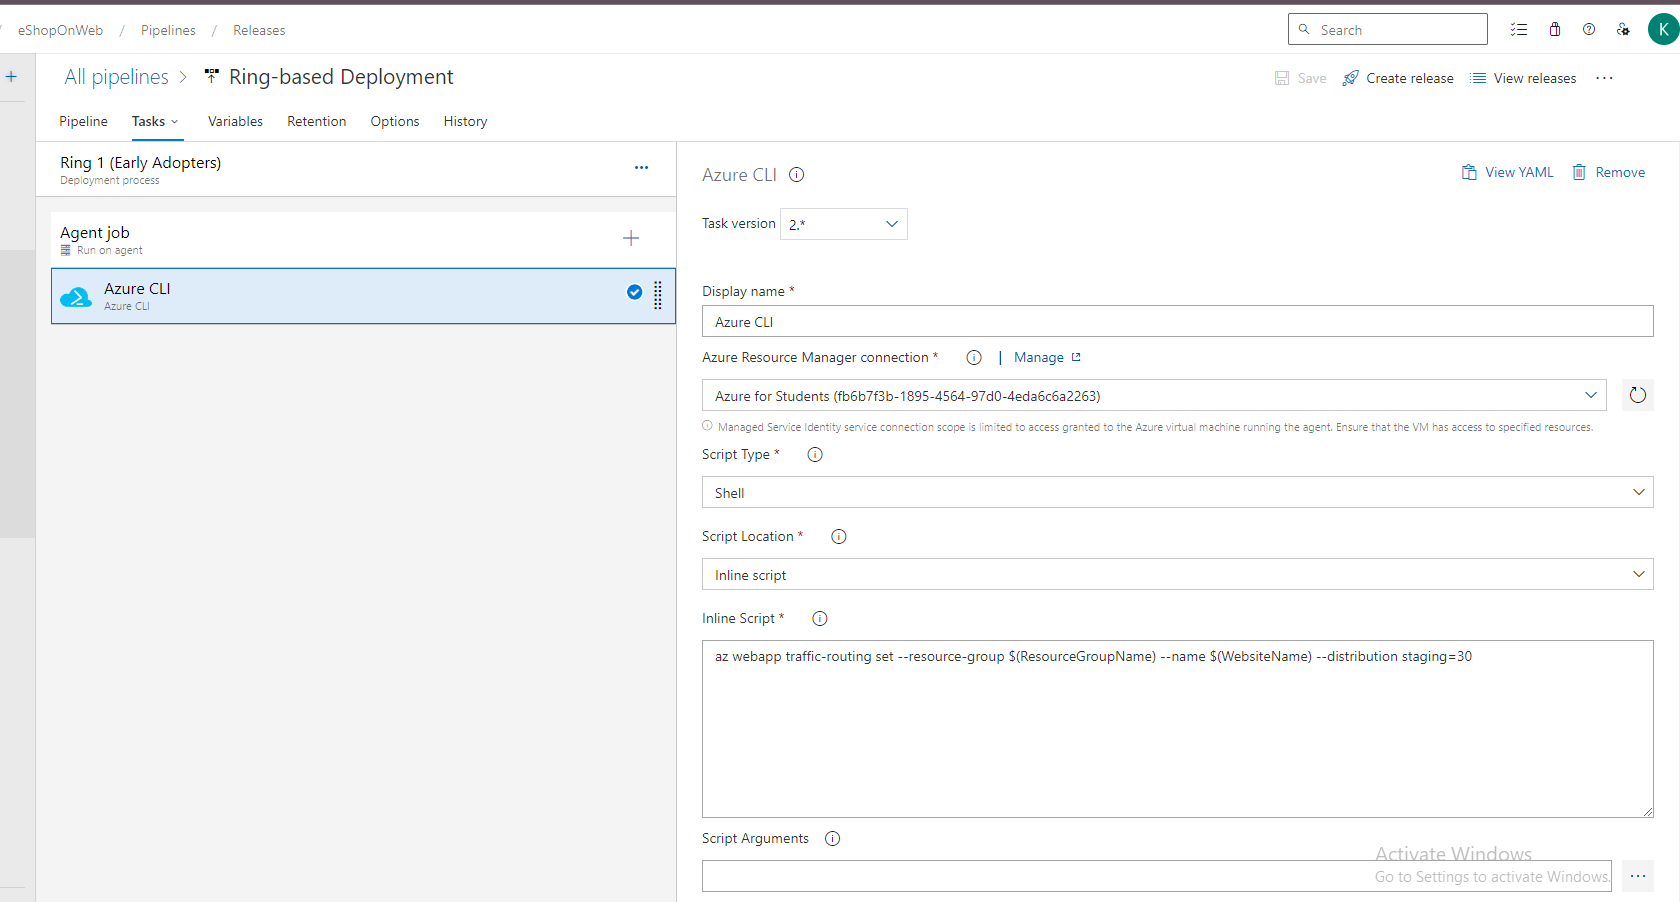 / eShopOnWeb / Pipelines / Releases
Search
K
All pipelines > Ring-based Deployment
Save Create release View releases ...
Pipeline Tasks Variables Retention Options History
Ring 1 (Early Adopters)
Deployment process
Agent job
Run on agent
Azure CLI
Azure CLI
Azure CLI
View YAML Remove
Task version 2.*
Display name *
Azure CLI
Azure Resource Manager connection * | Manage
Azure for Students (fb6b7f3b-1895-4564-97d0-4eda6c6a2263)
Managed Service Identity service connection scope is limited to access granted to the Azure virtual machine running the agent. Ensure that the VM has access to specified resources.
Script Type *
Shell
Script Location *
Inline script
Inline Script *
az webapp traffic-routing set --resource-group $(ResourceGroupName) --name $(WebsiteName) --distribution staging=30
Script Arguments
Activate Windows
Go to Settings to activate Windows.